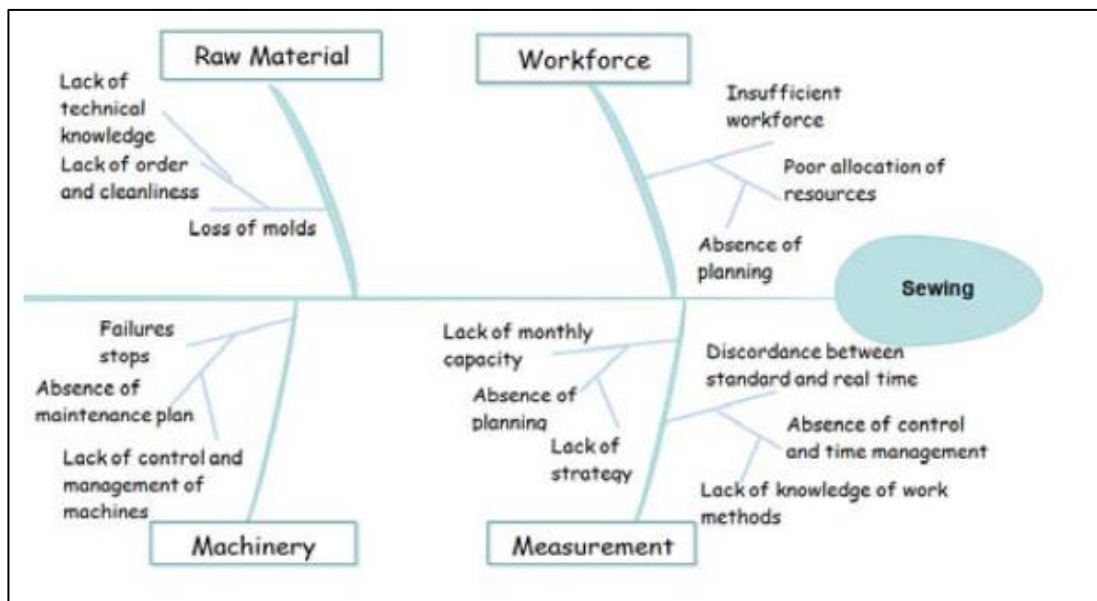 Raw Material
Lack of
technical
knowledge
Lack of order
and cleanliness
Loss of molds
Workforce
Insufficient
workforce
Poor allocation of
resources
Absence of
planning
Sewing
Failures
stops
Absence of
maintenance plan
Lack of control and
management of
machines
Machinery
Lack of monthly
capacity
Absence of
planning
Lack of
strategy
Discordance between
standard and real time
Absence of control
and time management
Lack of knowledge of work
methods
Measurement